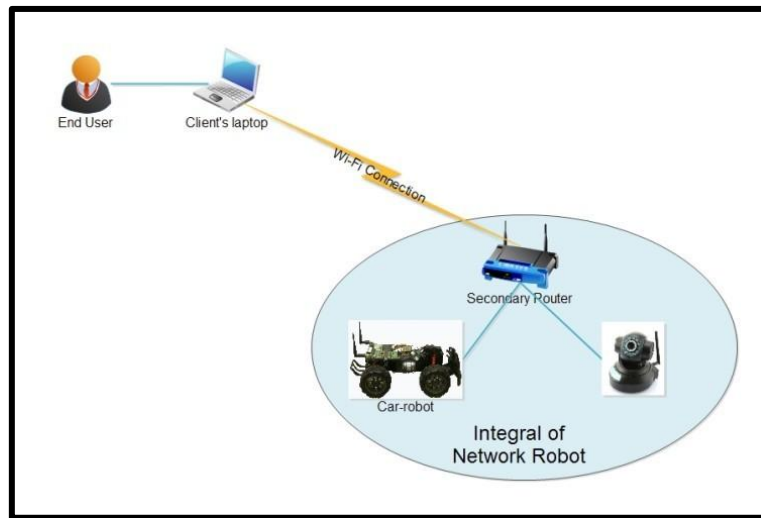 End User
Client's laptop
Wi-Fi Connection
Secondary Router
Car-robot
Integral of
Network Robot